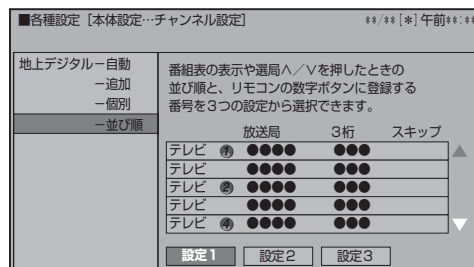 ■各種設定［本体設定…チャンネル設定］ **/**［*］午前**:**
地上デジタルー自動
ー追加
ー個別
ー並び順
番組表の表示や選局∧／∨を押したときの
並び順と、リモコンの数字ボタンに登録する
番号を3つの設定から選択できます。
放送局 3桁 スキップ
テレビ 1 ●●●● ●●●
テレビ ●●●● ●●●
テレビ 2 ●●●● ●●●
テレビ ●●●● ●●●
テレビ 4 ●●●● ●●●
設定1 設定2 設定3